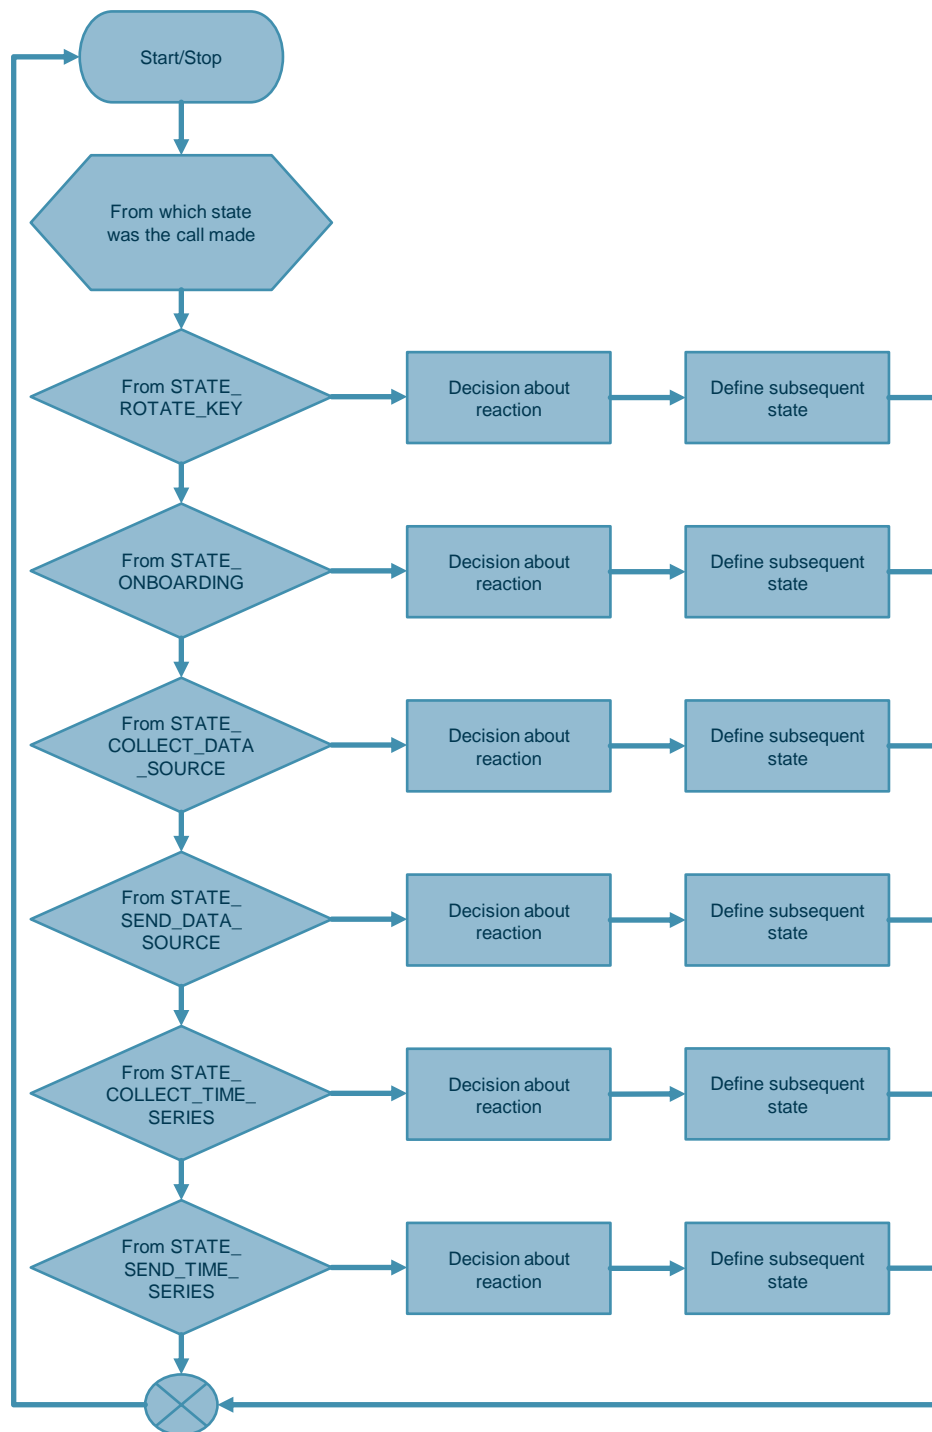 Start/Stop
From which state
was the call made
From STATE_
ROTATE_KEY
Decision about
reaction
Define subsequent
state
From STATE_
ONBOARDING
Decision about
reaction
Define subsequent
state
From STATE_
COLLECT_DATA
_SOURCE
Decision about
reaction
Define subsequent
state
From STATE_
SEND_DATA_
SOURCE
Decision about
reaction
Define subsequent
state
From STATE_
COLLECT_TIME_
SERIES
Decision about
reaction
Define subsequent
state
From STATE_
SEND_TIME_
SERIES
Decision about
reaction
Define subsequent
state